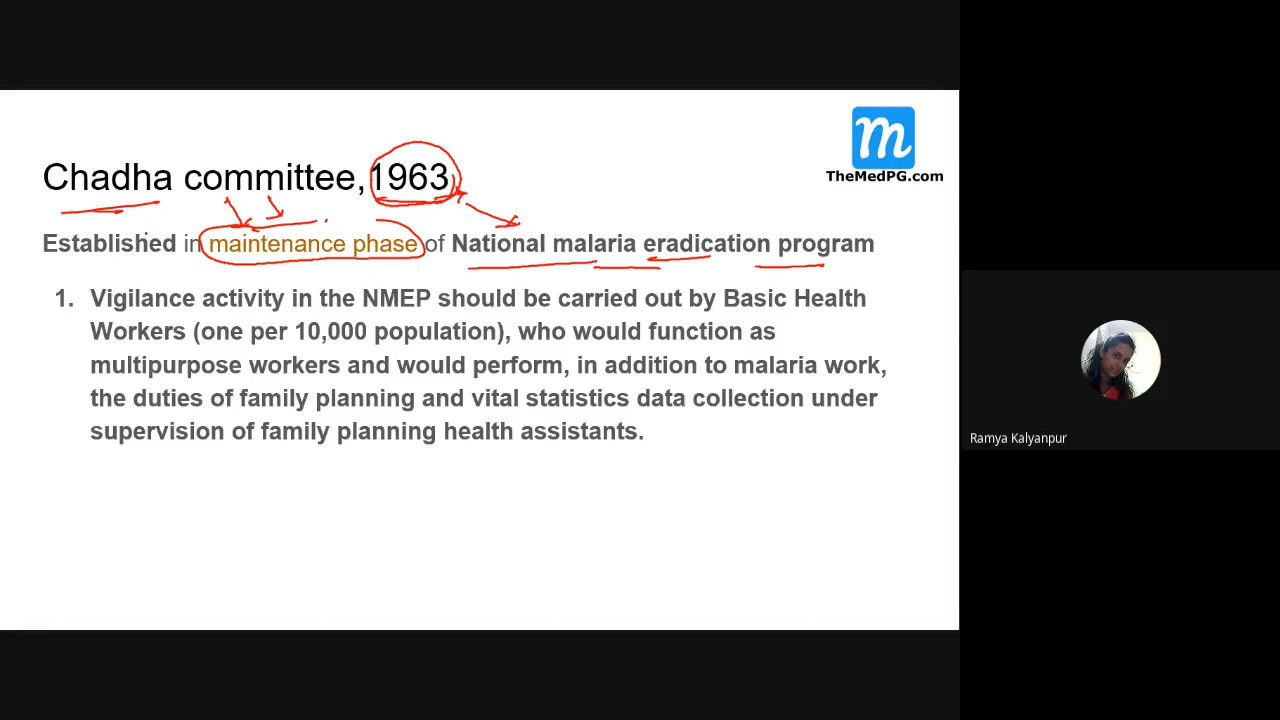 m
TheMedPG.com
Chadha committee,1963
Established in maintenance phase of National malaria eradication program
1. Vigilance activity in the NMEP should be carried out by Basic Health
Workers (one per 10,000 population), who would function as
multipurpose workers and would perform, in addition to malaria work,
the duties of family planning and vital statistics data collection under
supervision of family planning health assistants.
Ramya Kalyanpur